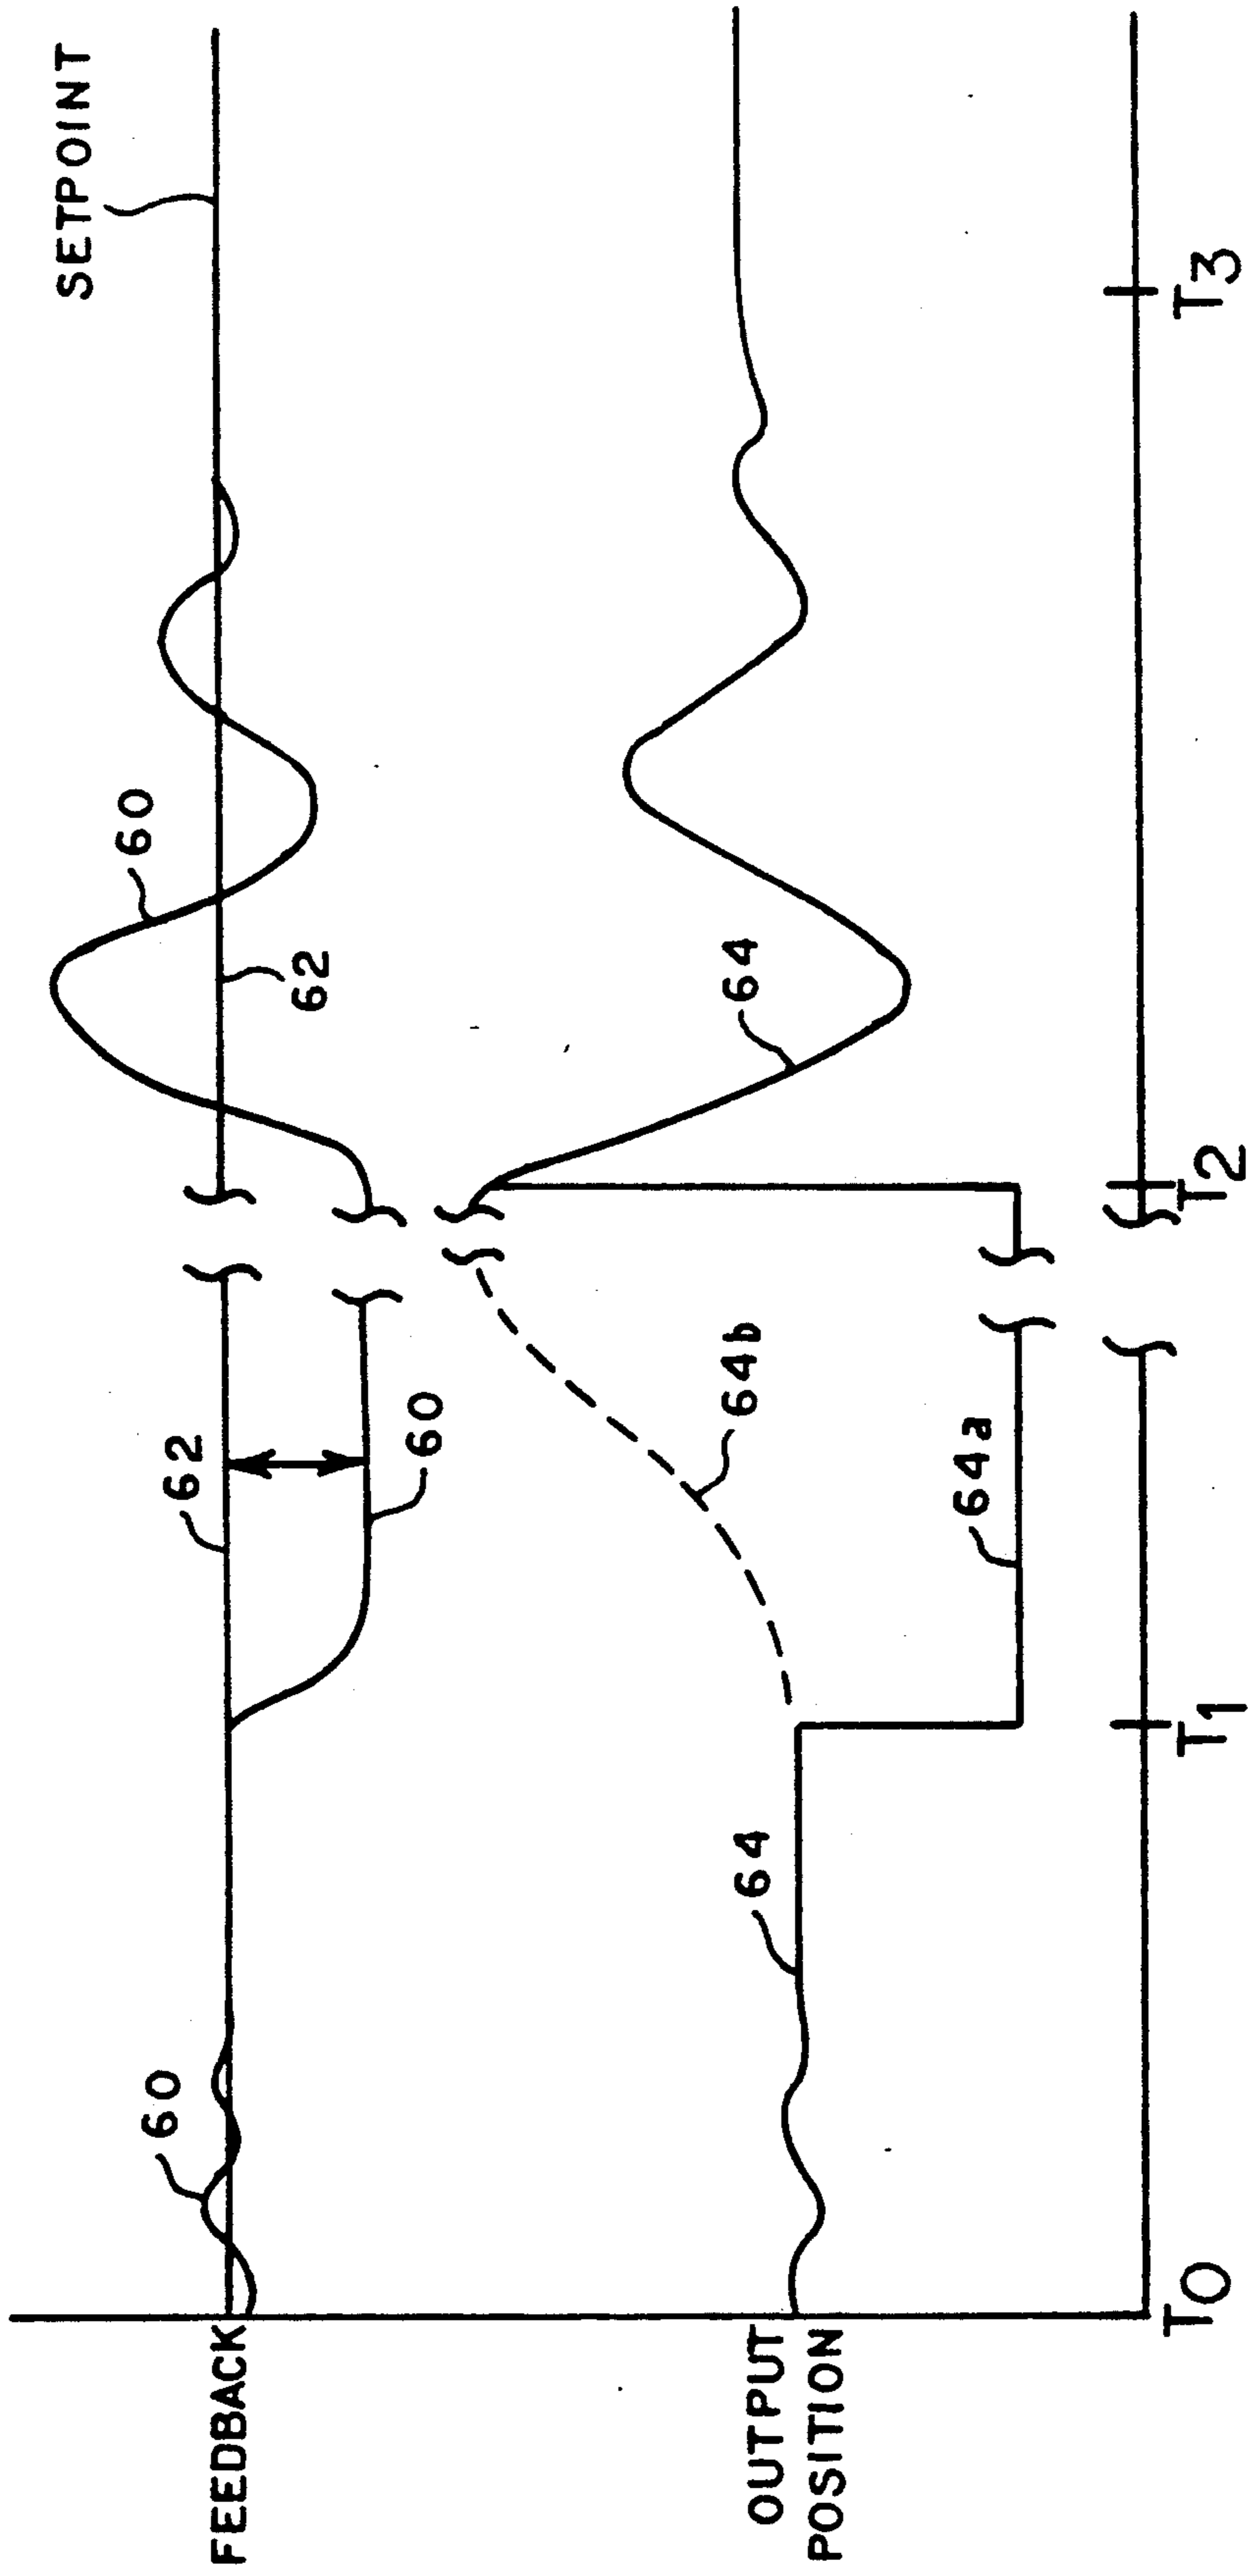 SETPOINT
60
62
64
62
60
64b
64a
60
64
FEEDBACK
OUTPUT
POSITION
T0
T1
T2
T3